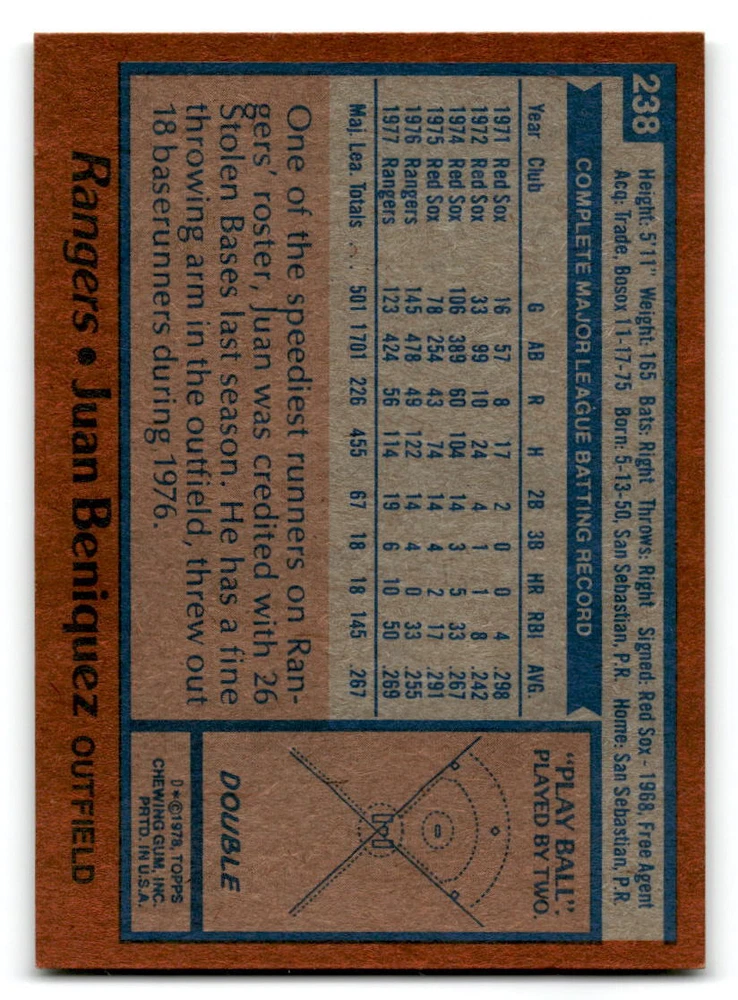 238
Height: 5'11" Weight: 165 Bats: Right Throws: Right Signed: Red Sox - 1968, Free Agent
Acq: Trade, Bosox 11-17-75 Born: 5-13-50, San Sebastian, P.R. Home: San Sebastian, P.R.
COMPLETE MAJOR LEAGUE BATTING RECORD
Year Club G AB R H 2B 3B HR RBI AVG.
1971 Red Sox 16 57 8 17 2 0 0 4 .298
1972 Red Sox 33 99 10 24 4 1 1 8 .242
1974 Red Sox 106 389 60 104 14 3 5 33 .267
1975 Red Sox 78 254 43 74 14 4 2 17 .291
1976 Rangers 145 478 49 122 14 4 0 33 .255
1977 Rangers 123 424 56 114 19 6 10 50 .269
Maj. Lea. Totals 501 1701 226 455 67 18 18 145 .267
One of the speediest runners on Ran-
gers' roster, Juan was credited with 26
Stolen Bases last season. He has a fine
throwing arm in the outfield, threw out
18 baserunners during 1976.
"PLAY BALL".
PLAYED BY TWO.
DOUBLE
D*©1978, TOPPS
CHEWING GUM, INC.
PRTD. IN U.S.A.
Rangers • Juan Beniquez OUTFIELD